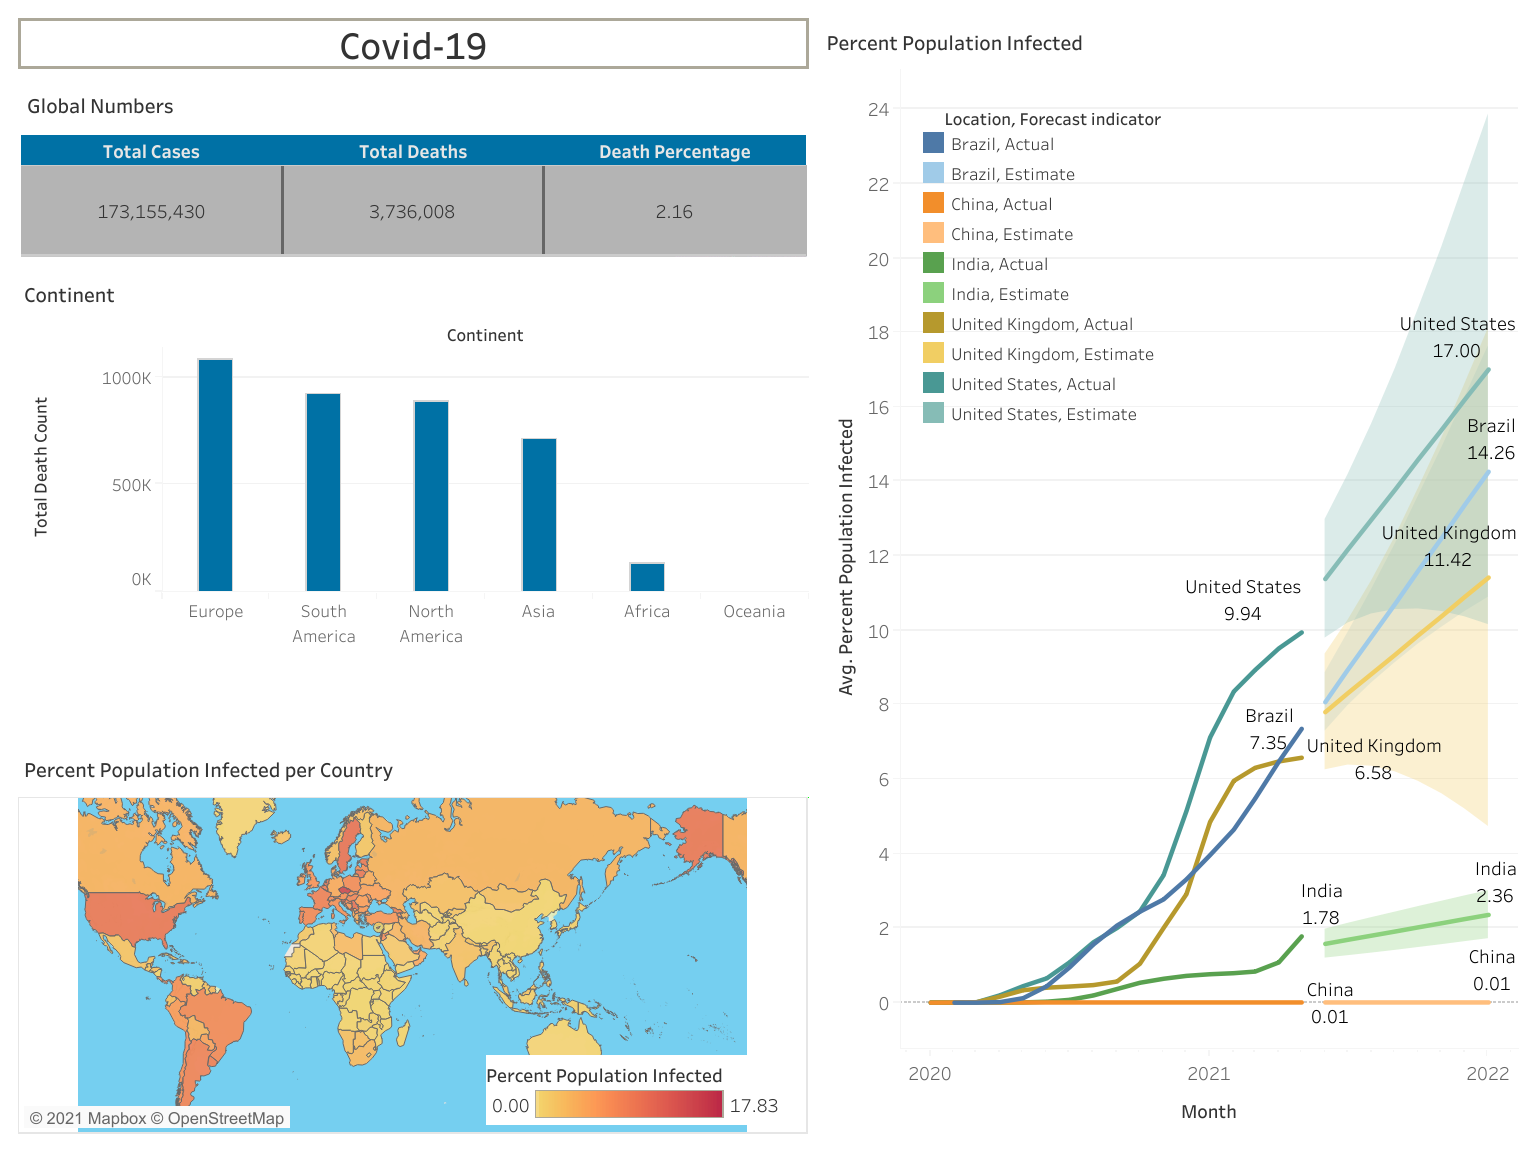 Covid-19
Global Numbers
Total Cases Total Deaths Death Percentage
173,155,430 3,736,008 2.16
Continent
Continent
Total Death Count
1000K
500K
0K
Europe South America North America Asia Africa Oceania
Percent Population Infected per Country
Percent Population Infected
0.00 17.83
© 2021 Mapbox © OpenStreetMap
Percent Population Infected
Location, Forecast indicator
Brazil, Actual
Brazil, Estimate
China, Actual
China, Estimate
India, Actual
India, Estimate
United Kingdom, Actual
United Kingdom, Estimate
United States, Actual
United States, Estimate
Avg. Percent Population Infected
24
22
20
18
16
14
12
10
8
6
4
2
0
United States
17.00
Brazil
14.26
United Kingdom
11.42
United States
9.94
Brazil
7.35
United Kingdom
6.58
India
1.78
India
2.36
China
0.01
China
0.01
2020 2021 2022
Month